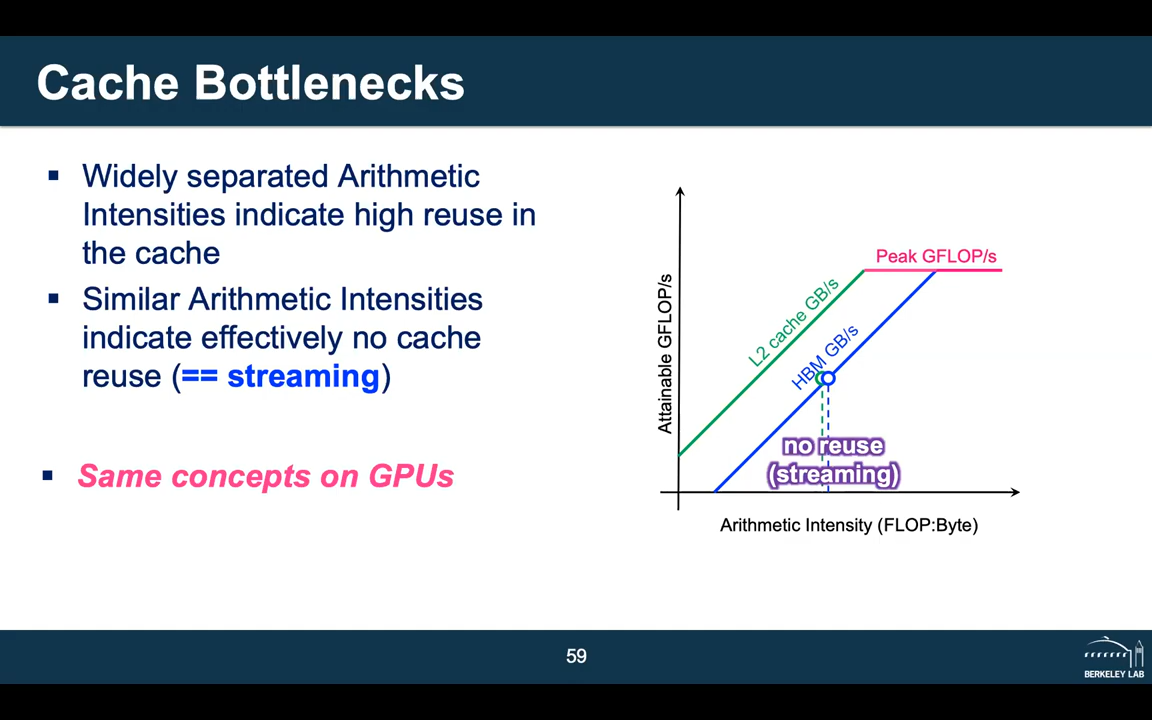 Cache Bottlenecks
▪ Widely separated Arithmetic
Intensities indicate high reuse in
the cache
▪ Similar Arithmetic Intensities
indicate effectively no cache
reuse (== streaming)
▪ Same concepts on GPUs
Attainable GFLOP/s
Peak GFLOP/s
L2 cache GB/s
HBM GB/s
no reuse
(streaming)
Arithmetic Intensity (FLOP:Byte)
59
BERKELEY LAB